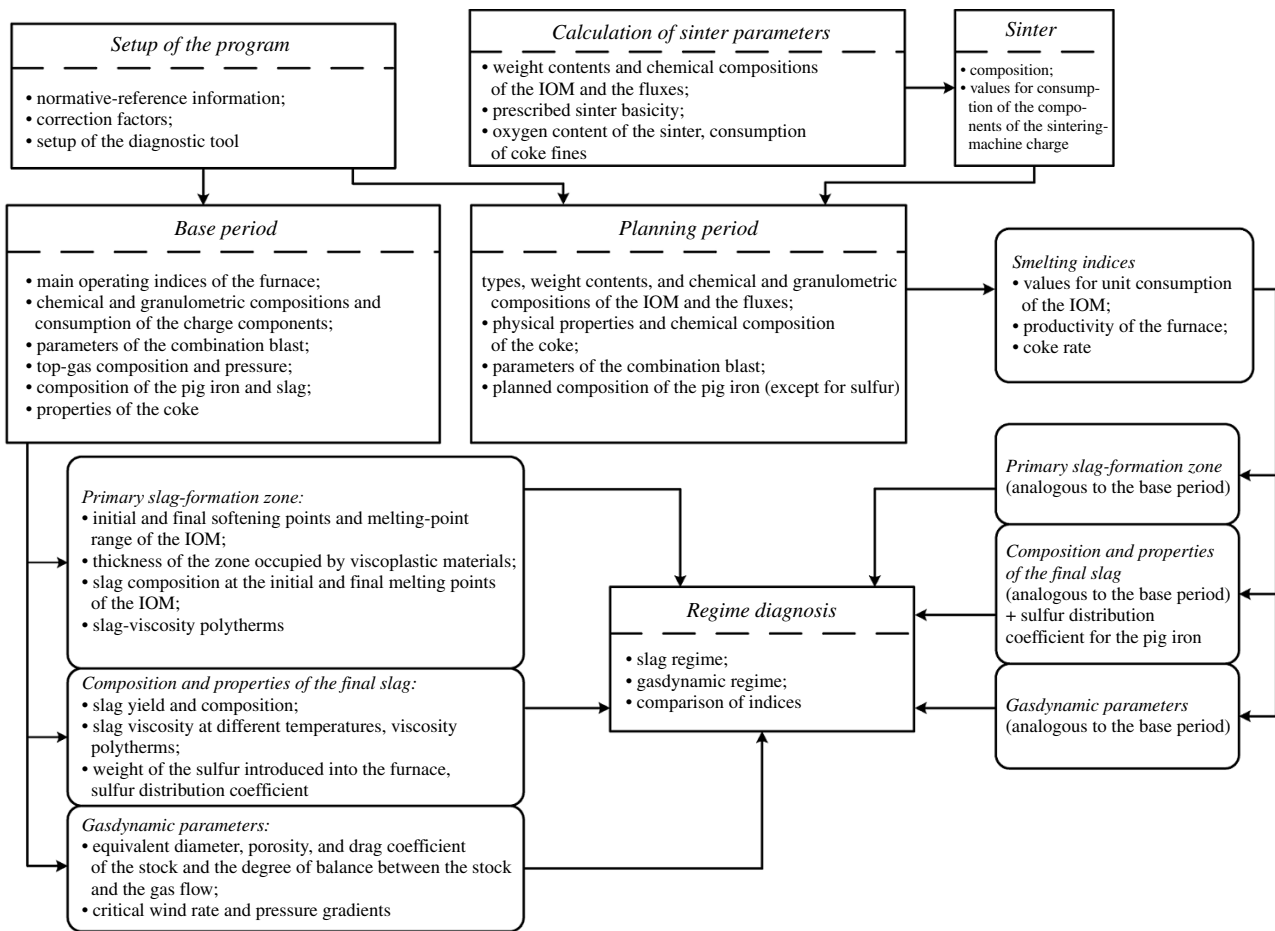 Setup of the program
• normative-reference information;
• correction factors;
• setup of the diagnostic tool
Calculation of sinter parameters
• weight contents and chemical compositions
of the IOM and the fluxes;
• prescribed sinter basicity;
• oxygen content of the sinter, consumption
of coke fines
Sinter
• composition;
• values for consump-
tion of the compo-
nents of the sintering-
machine charge
Base period
• main operating indices of the furnace;
• chemical and granulometric compositions and
consumption of the charge components;
• parameters of the combination blast;
• top-gas composition and pressure;
• composition of the pig iron and slag;
• properties of the coke
Planning period
types, weight contents, and chemical and granulometric
compositions of the IOM and the fluxes;
• physical properties and chemical composition
of the coke;
• parameters of the combination blast;
• planned composition of the pig iron (except for sulfur)
Smelting indices
• values for unit consumption
of the IOM;
• productivity of the furnace;
• coke rate
Primary slag-formation zone:
• initial and final softening points and melting-point
range of the IOM;
• thickness of the zone occupied by viscoplastic materials;
• slag composition at the initial and final melting points
of the IOM;
• slag-viscosity polytherms
Composition and properties of the final slag:
• slag yield and composition;
• slag viscosity at different temperatures, viscosity
polytherms;
• weight of the sulfur introduced into the furnace,
sulfur distribution coefficient
Gasdynamic parameters:
• equivalent diameter, porosity, and drag coefficient
of the stock and the degree of balance between the stock
and the gas flow;
• critical wind rate and pressure gradients
Regime diagnosis
• slag regime;
• gasdynamic regime;
• comparison of indices
Primary slag-formation zone
(analogous to the base period)
Composition and properties
of the final slag
(analogous to the base period)
+ sulfur distribution
coefficient for the pig iron
Gasdynamic parameters
(analogous to the base period)